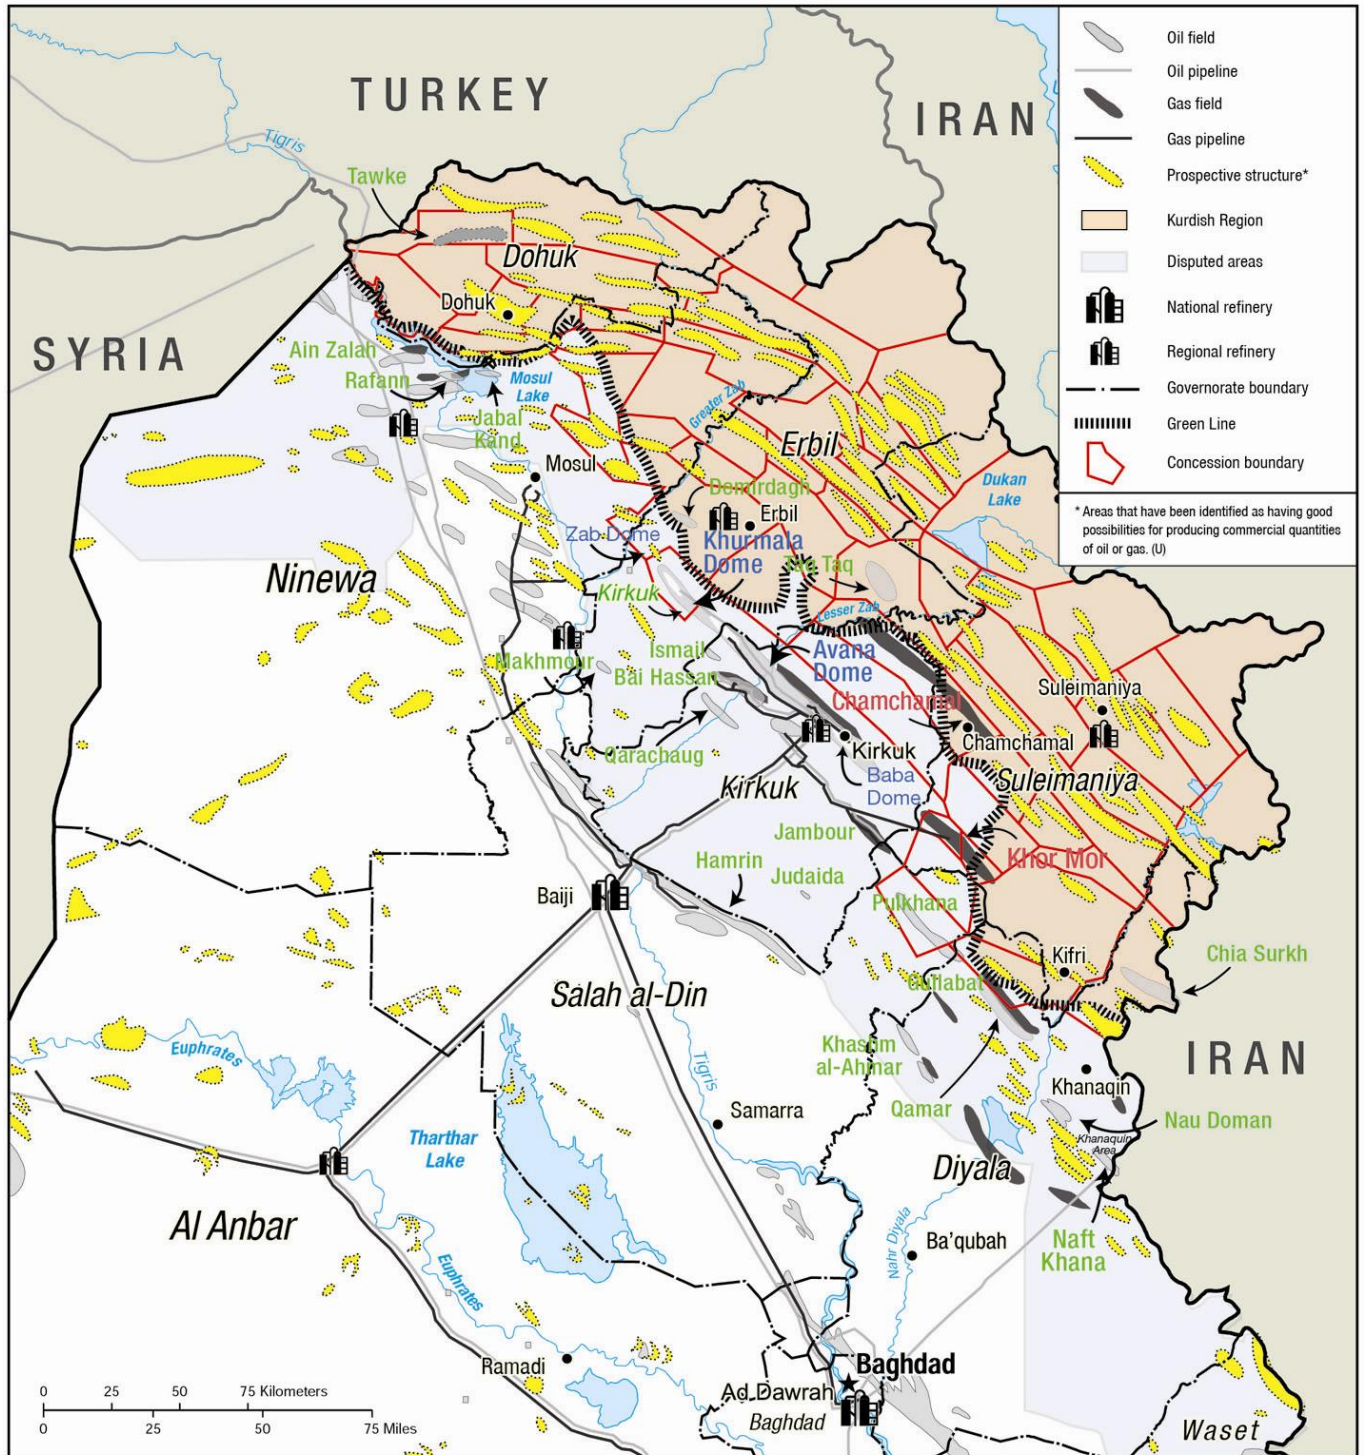 TURKEY
IRAN
Tigris
Tawke
Dohuk
Dohuk
SYRIA
Ain Zalah
Rafann
Mosul
Lake
Jabal
Kand
Greater Zab
Erbil
Mosul
Demirdagh
Dukan
Lake
Erbil
Zab Dome
Khurmala
Dome
Taq Taq
Ninewa
Kirkuk
Lesser Zab
Ismail
Makhmour
Bai Hassan
Avana
Dome
Suleimaniya
Chamchamal
Chamchamal
Kirkuk
Qarachaug
Baba
Dome
Suleimaniya
Kirkuk
Jambour
Khor Mor
Hamrin
Judaida
Baiji
Pulkhana
Kifri
Chia Surkh
Gullabat
Salah al-Din
Euphrates
Khashm
al-Ahmar
IRAN
Tigris
Khanaqin
Qamar
Samarra
Nau Doman
Tharthar
Lake
Khanaquin
Area
Diyala
Al Anbar
Nahr Diyala
Ba'qubah
Naft
Khana
Euphrates
Ramadi
Baghdad
Ad Dawrah
Baghdad
Waset
0 25 50 75 Kilometers
0 25 50 75 Miles
Oil field
Oil pipeline
Gas field
Gas pipeline
Prospective structure*
Kurdish Region
Disputed areas
National refinery
Regional refinery
Governorate boundary
Green Line
Concession boundary
* Areas that have been identified as having good
possibilities for producing commercial quantities
of oil or gas. (U)